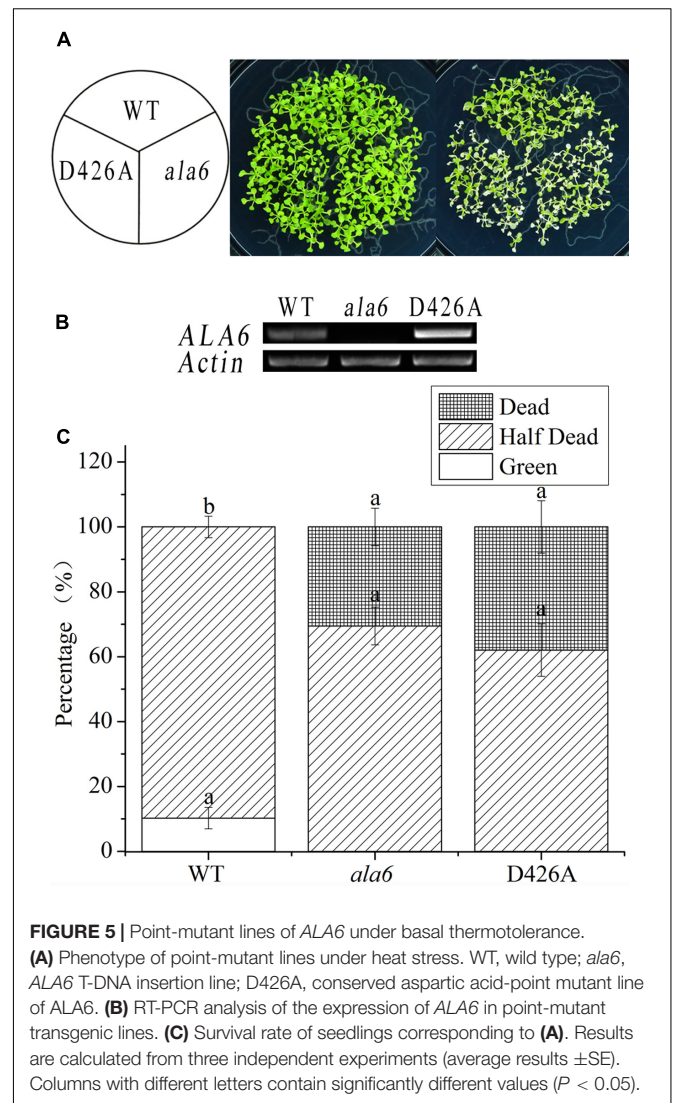 A
WT
D426A
ala6
B
WT ala6 D426A
ALA6
Actin
Dead
Half Dead
Green
C
Percentage (%)
120
100
80
60
40
20
0
b
a
a
a
a
a
WT ala6 D426A
FIGURE 5 | Point-mutant lines of ALA6 under basal thermotolerance.
(A) Phenotype of point-mutant lines under heat stress. WT, wild type; ala6,
ALA6 T-DNA insertion line; D426A, conserved aspartic acid-point mutant line
of ALA6. (B) RT-PCR analysis of the expression of ALA6 in point-mutant
transgenic lines. (C) Survival rate of seedlings corresponding to (A). Results
are calculated from three independent experiments (average results ±SE).
Columns with different letters contain significantly different values (P < 0.05).